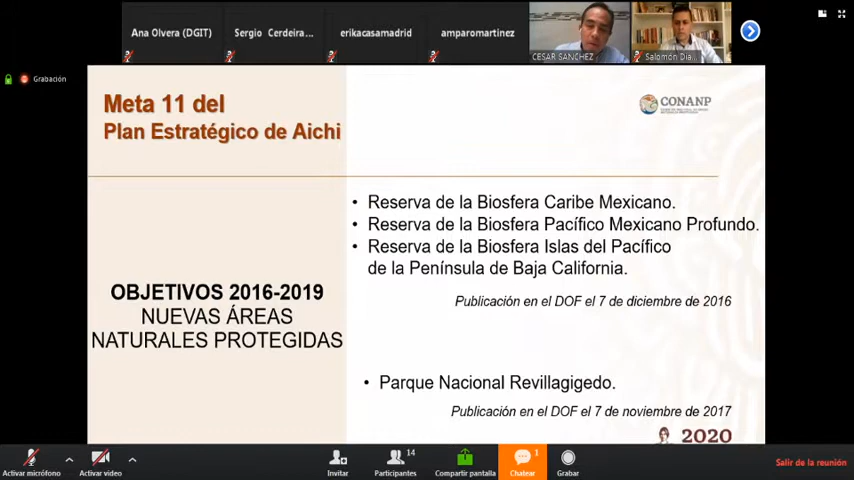 Ana Olvera (DGIT)
Sergio Cerdeira...
erikacasamadrid
amparomartinez
CESAR SANCHEZ
Salomón Día...
Grabación
Meta 11 del
Plan Estratégico de Aichi
CONANP
• Reserva de la Biosfera Caribe Mexicano.
• Reserva de la Biosfera Pacífico Mexicano Profundo.
• Reserva de la Biosfera Islas del Pacífico
de la Península de Baja California.
Publicación en el DOF el 7 de diciembre de 2016
OBJETIVOS 2016-2019
NUEVAS ÁREAS
NATURALES PROTEGIDAS
• Parque Nacional Revillagigedo.
Publicación en el DOF el 7 de noviembre de 2017
2020
Activar micrófono
Activar video
Invitar
14
Participantes
Compartir pantalla
1
Chatear
Grabar
Salir de la reunión